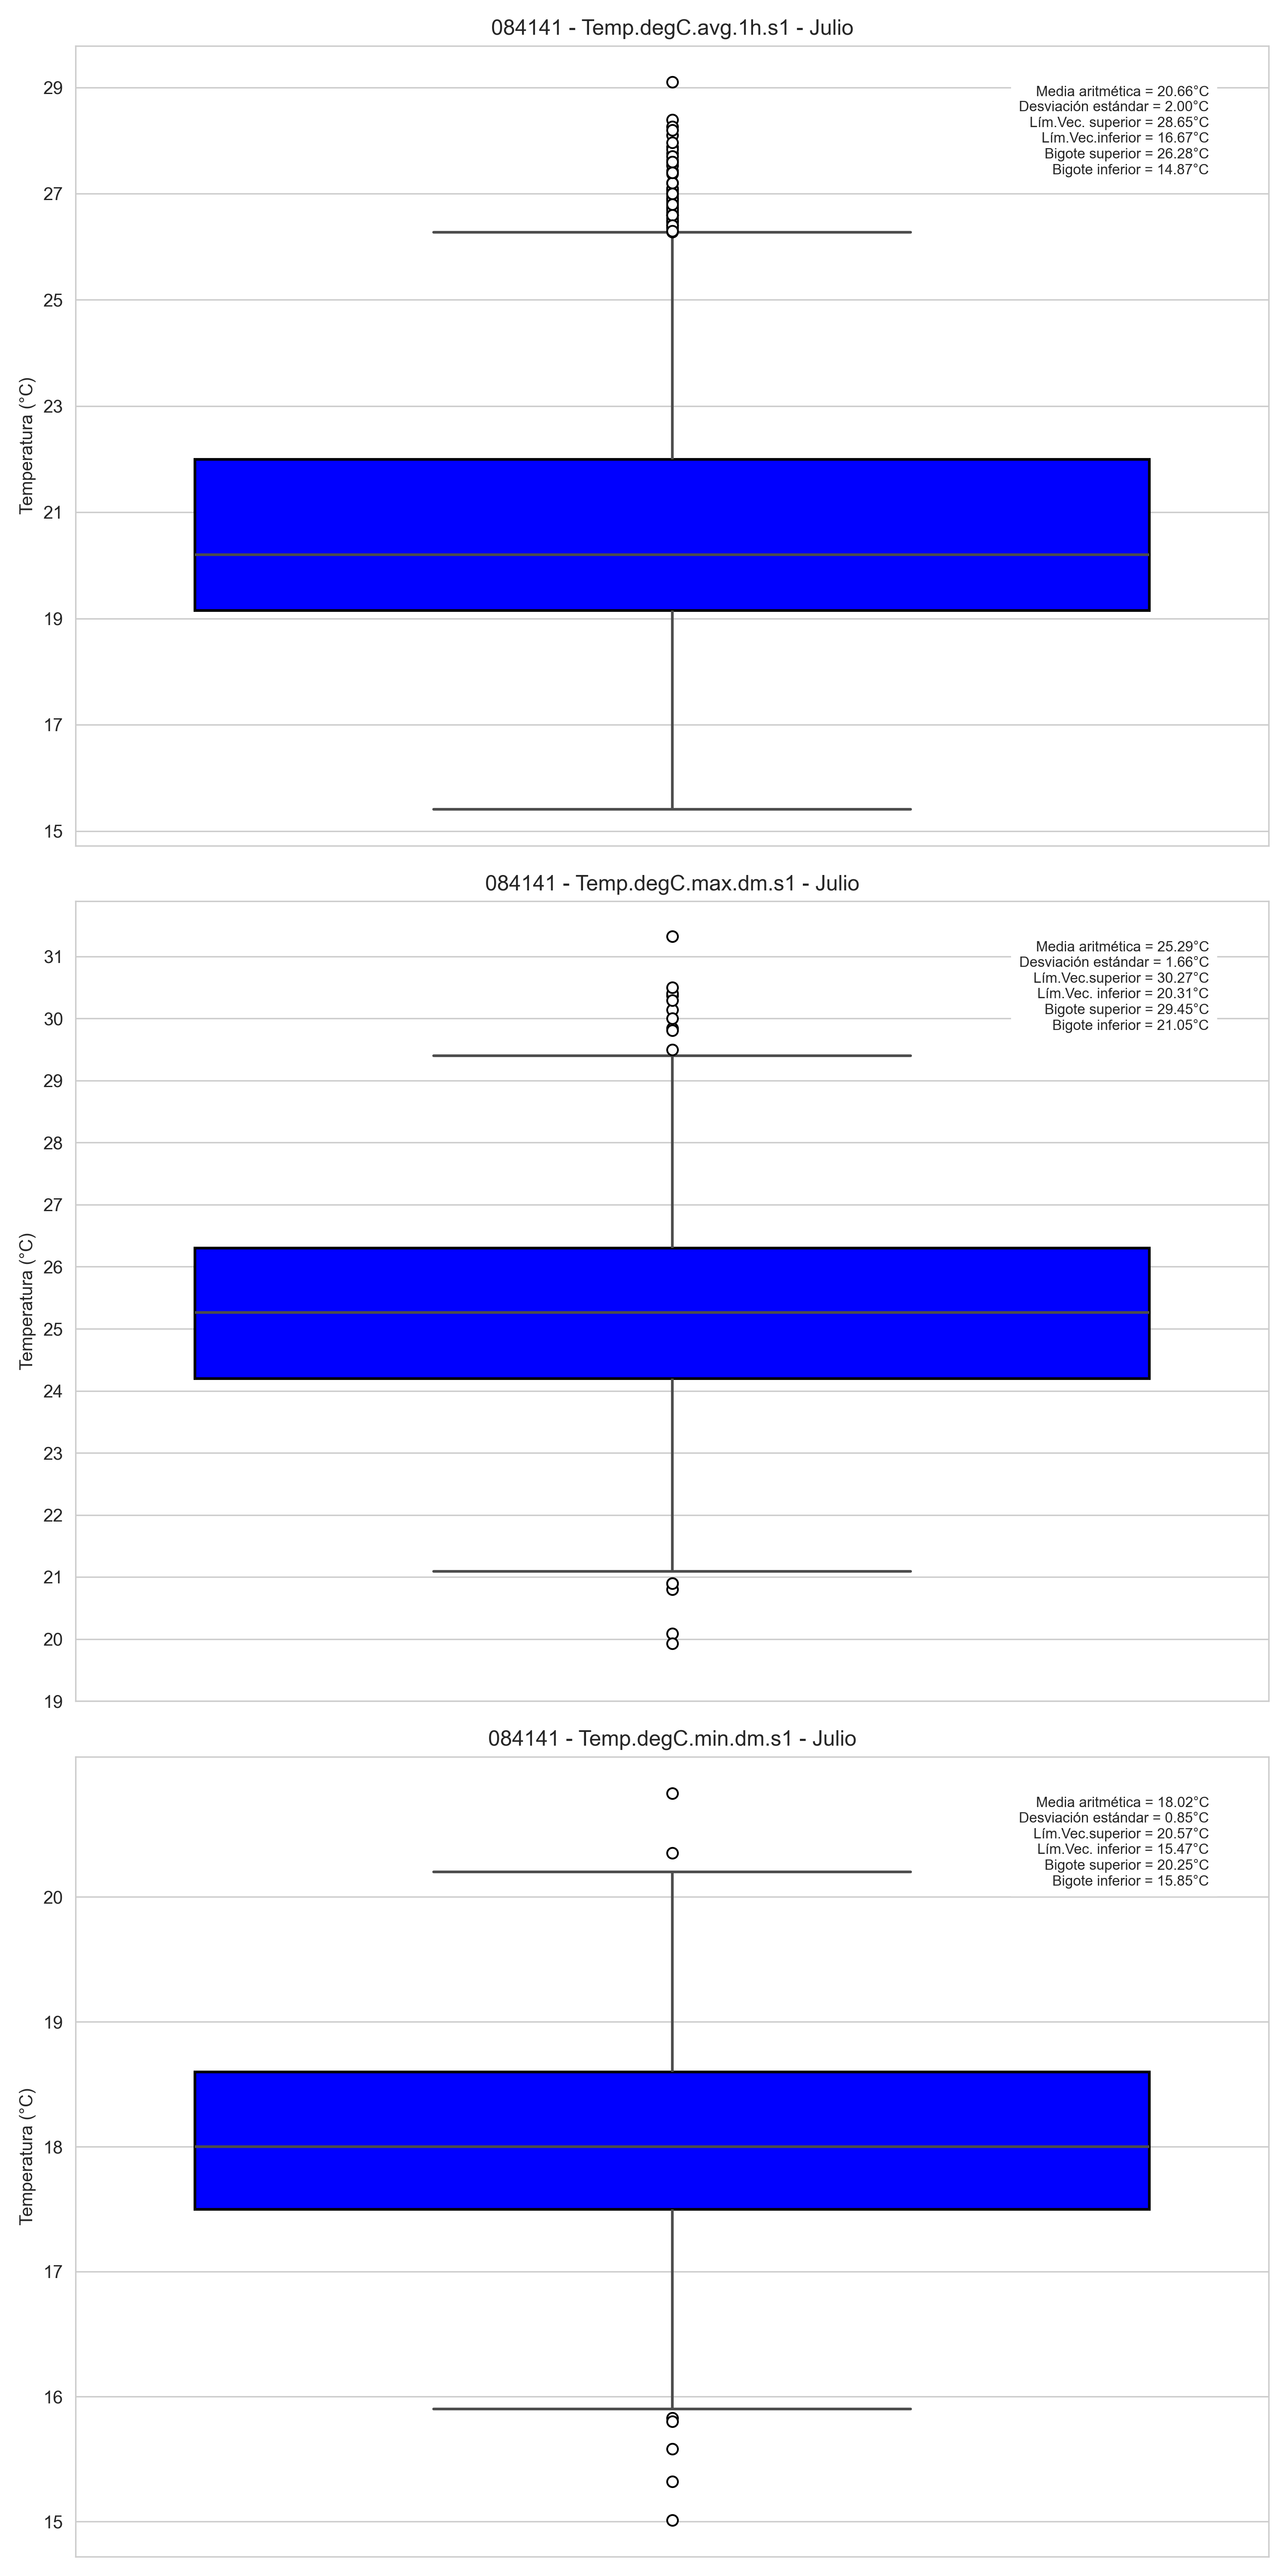 084141 - Temp.degC.avg.1h.s1 - Julio
Media aritmética = 20.66°C
Desviación estándar = 2.00°C
Lím.Vec. superior = 28.65°C
Lím.Vec.inferior = 16.67°C
Bigote superior = 26.28°C
Bigote inferior = 14.87°C
29
27
25
23
21
19
17
15
Temperatura (°C)
084141 - Temp.degC.max.dm.s1 - Julio
Media aritmética = 25.29°C
Desviación estándar = 1.66°C
Lím.Vec.superior = 30.27°C
Lím.Vec. inferior = 20.31°C
Bigote superior = 29.45°C
Bigote inferior = 21.05°C
31
30
29
28
27
26
25
24
23
22
21
20
19
Temperatura (°C)
084141 - Temp.degC.min.dm.s1 - Julio
Media aritmética = 18.02°C
Desviación estándar = 0.85°C
Lím.Vec.superior = 20.57°C
Lím.Vec. inferior = 15.47°C
Bigote superior = 20.25°C
Bigote inferior = 15.85°C
20
19
18
17
16
15
Temperatura (°C)